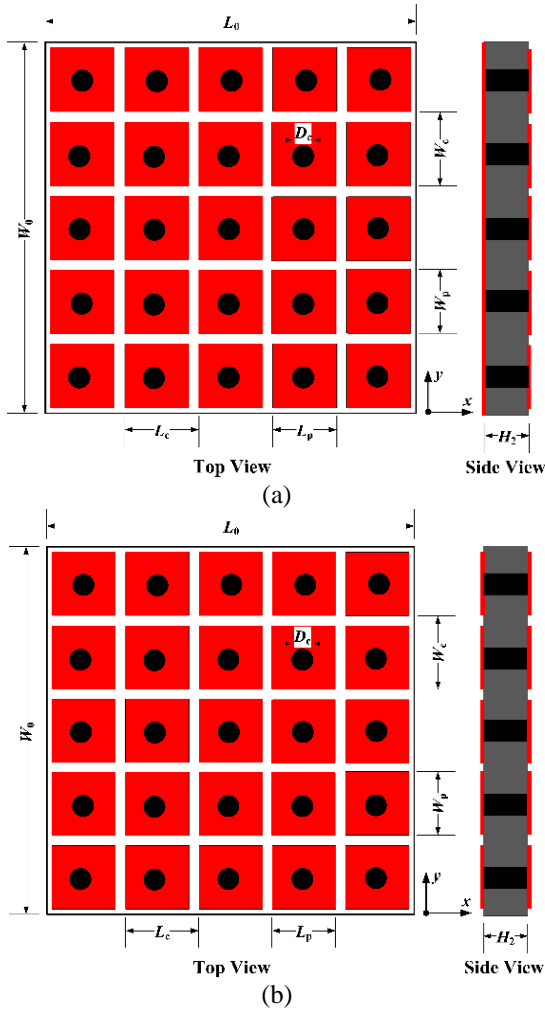 L0
Dc
Wc
W0
Wp
y
x
Lc
Lp
H2
Top View
Side View
(a)
L0
Dc
Wc
W0
Wp
y
x
Lc
Lp
H2
Top View
Side View
(b)